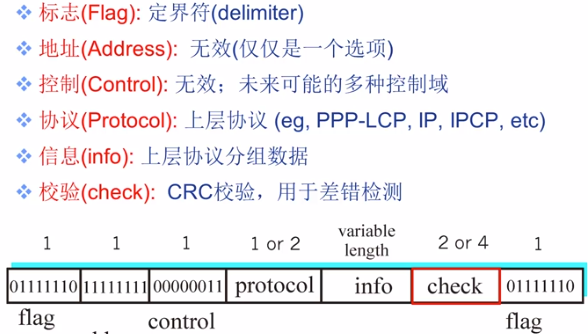 ❖ 标志(Flag): 定界符(delimiter)
❖ 地址(Address): 无效(仅仅是一个选项)
❖ 控制(Control): 无效；未来可能的多种控制域
❖ 协议(Protocol): 上层协议 (eg, PPP-LCP, IP, IPCP, etc)
❖ 信息(info): 上层协议分组数据
❖ 校验(check): CRC校验，用于差错检测
1 1 1 1 or 2 variable length 2 or 4 1
01111110 11111111 00000011 protocol info check 01111110
flag control flag